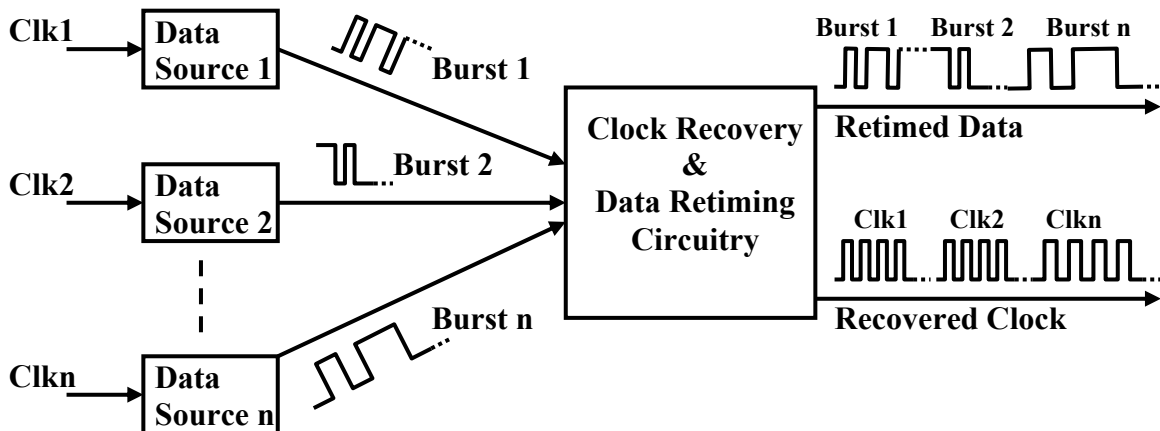 Clk1
Data
Source 1
Burst 1
Clk2
Data
Source 2
Burst 2
Clkn
Data
Source n
Burst n
Clock Recovery
&
Data Retiming
Circuitry
Burst 1 Burst 2 Burst n
Retimed Data
Clk1 Clk2 Clkn
Recovered Clock